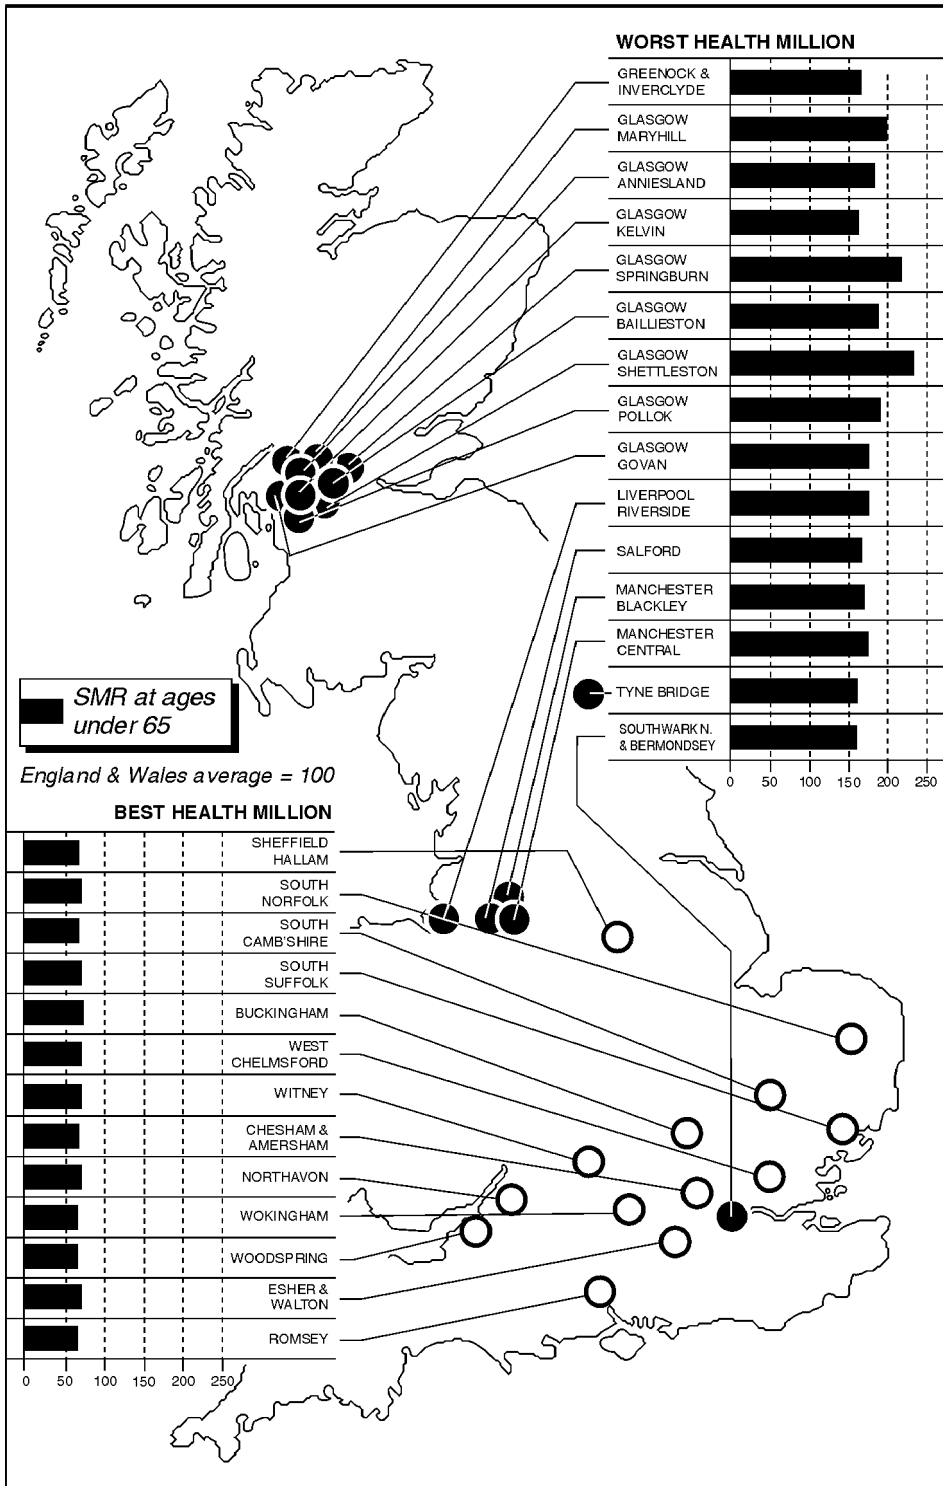 WORST HEALTH MILLION
GREENOCK &
INVERCLYDE
GLASGOW
MARYHILL
GLASGOW
ANNIESLAND
GLASGOW
KELVIN
GLASGOW
SPRINGBURN
GLASGOW
BAILLIESTON
GLASGOW
SHETTLESTON
GLASGOW
POLLOK
GLASGOW
GOVAN
LIVERPOOL
RIVERSIDE
SALFORD
MANCHESTER
BLACKLEY
MANCHESTER
CENTRAL
TYNE BRIDGE
SOUTHWARK N.
& BERMONDSEY
0 50 100 150 200 250
SMR at ages
under 65
England & Wales average = 100
BEST HEALTH MILLION
SHEFFIELD
HALLAM
SOUTH
NORFOLK
SOUTH
CAMB'SHIRE
SOUTH
SUFFOLK
BUCKINGHAM
WEST
CHELMSFORD
WITNEY
CHESHAM &
AMERSHAM
NORTHAVON
WOKINGHAM
WOODSPRING
ESHER &
WALTON
ROMSEY
0 50 100 150 200 250